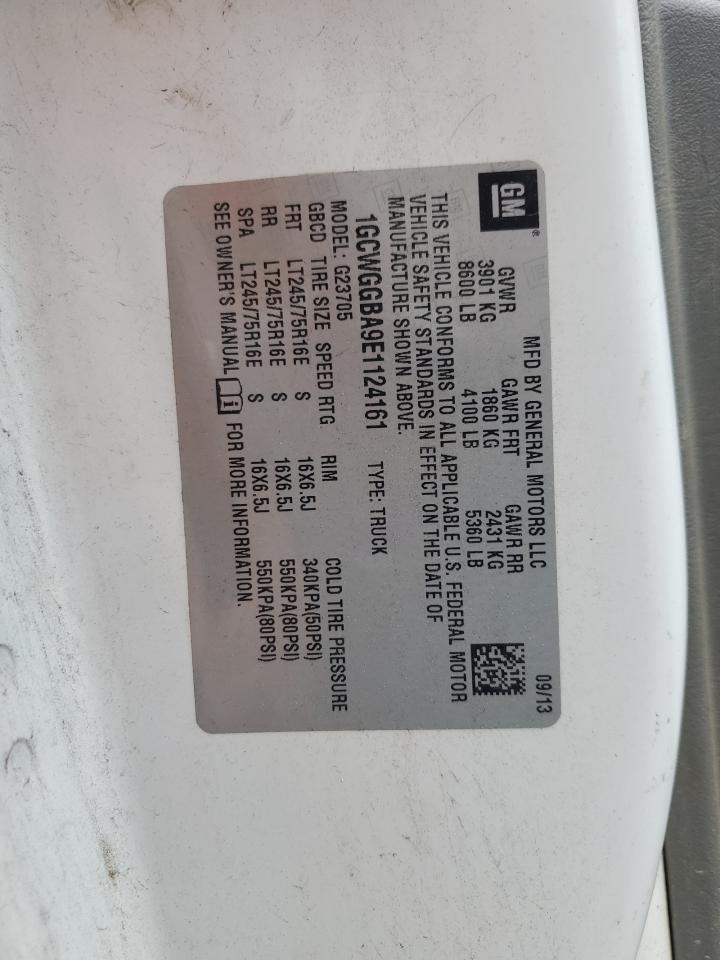 GM®
MFD BY GENERAL MOTORS LLC 09/13
GVWR GAWR FRT GAWR RR
3901 KG 1860 KG 2431 KG
8600 LB 4100 LB 5360 LB
THIS VEHICLE CONFORMS TO ALL APPLICABLE U.S. FEDERAL MOTOR
VEHICLE SAFETY STANDARDS IN EFFECT ON THE DATE OF
MANUFACTURE SHOWN ABOVE.
1GCWGGBA9E1124161 TYPE: TRUCK
MODEL: G23705
GBCD TIRE SIZE SPEED RTG RIM COLD TIRE PRESSURE
FRT LT245/75R16E S 16X6.5J 340KPA(50PSI)
RR LT245/75R16E S 16X6.5J 550KPA(80PSI)
SPA LT245/75R16E S 16X6.5J 550KPA(80PSI)
SEE OWNER'S MANUAL i FOR MORE INFORMATION.